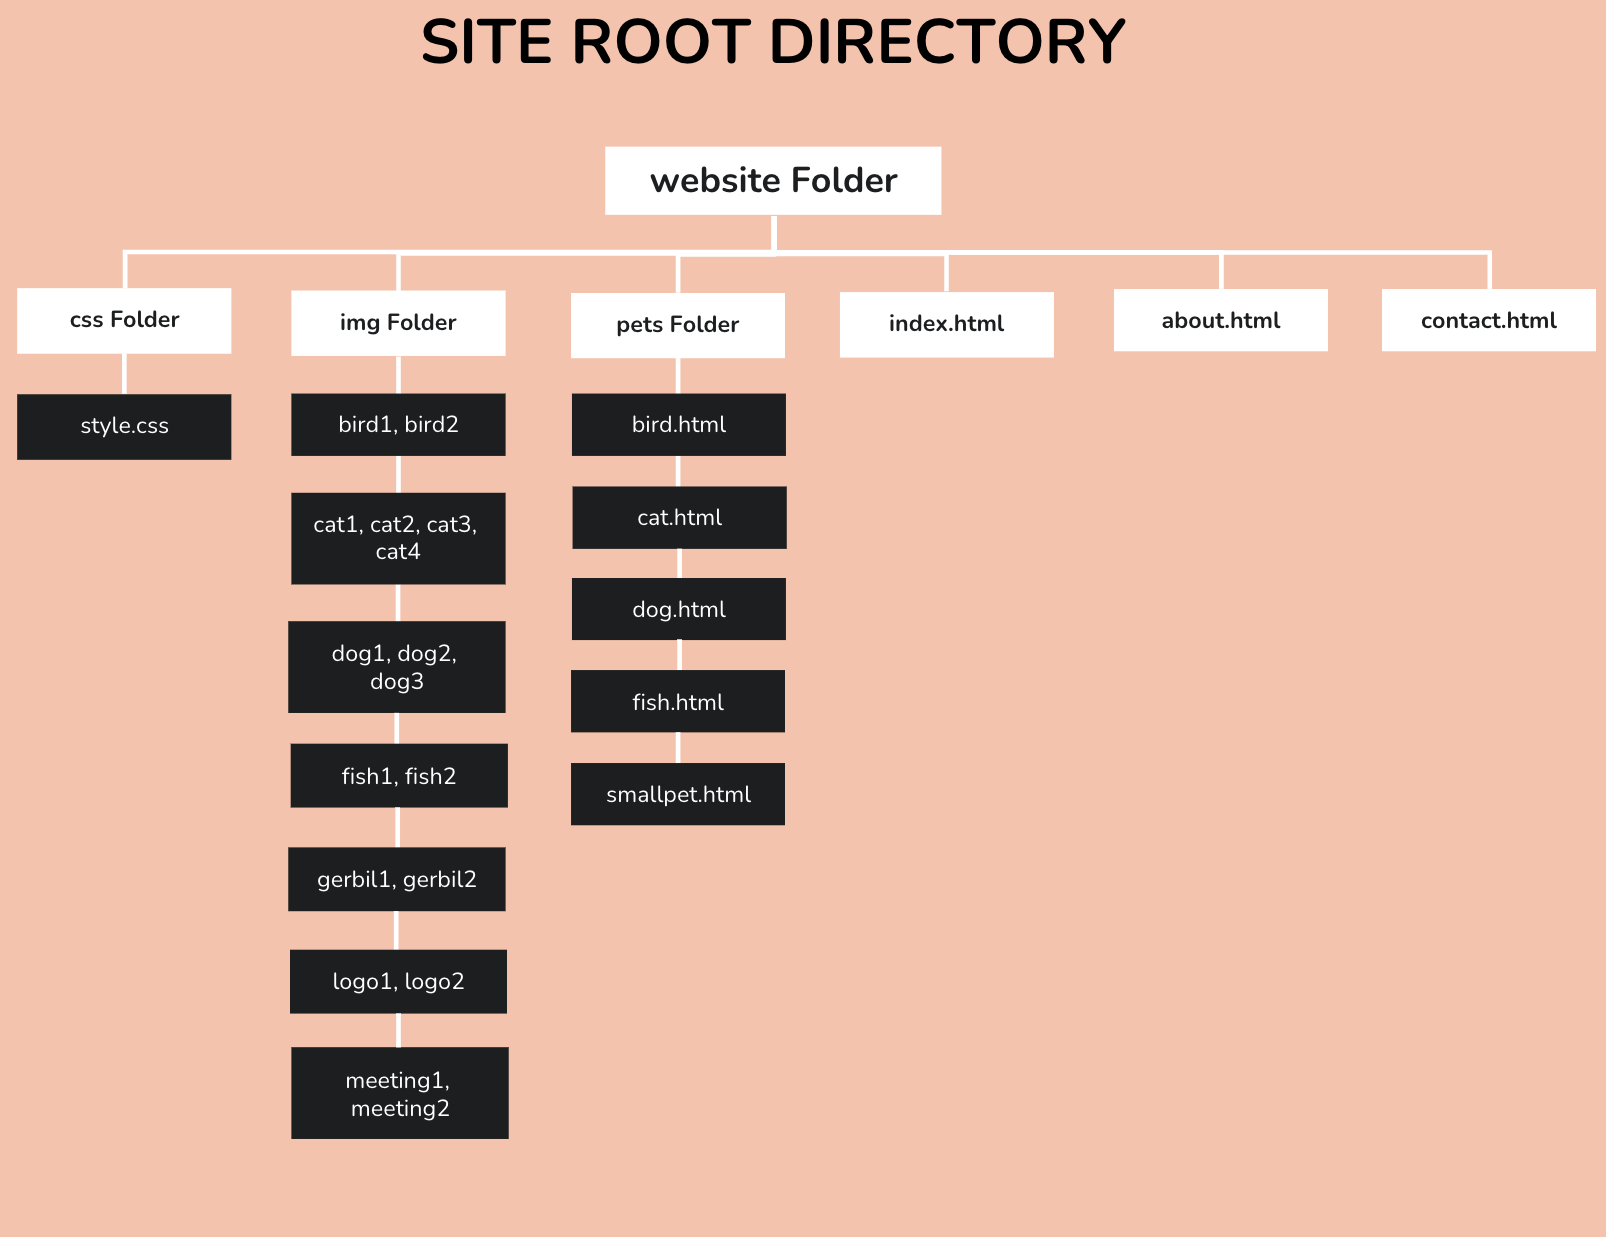 SITE ROOT DIRECTORY
website Folder
css Folder
img Folder
pets Folder
index.html
about.html
contact.html
style.css
bird1, bird2
cat1, cat2, cat3,
cat4
dog1, dog2,
dog3
fish1, fish2
gerbil1, gerbil2
logo1, logo2
meeting1,
meeting2
bird.html
cat.html
dog.html
fish.html
smallpet.html